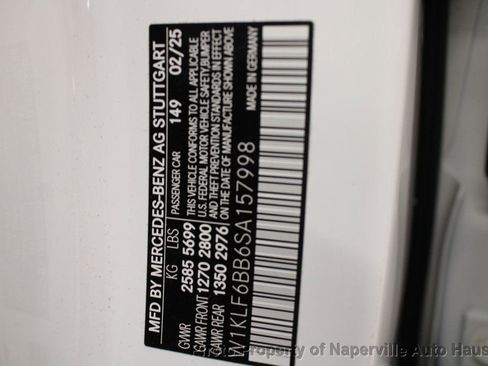 MFD BY MERCEDES-BENZ AG STUTTGART
149 02/25
KG LBS PASSENGER CAR
GVWR 2585 5699 THIS VEHICLE CONFORMS TO ALL APPLICABLE
GAWR FRONT 1270 2800 U.S. FEDERAL MOTOR VEHICLE SAFETY, BUMPER
GAWR REAR 1350 2976 AND THEFT PREVENTION STANDARDS IN EFFECT
ON THE DATE OF MANUFACTURE SHOWN ABOVE
W1KLF6BB6SA157998 MADE IN GERMANY
Photo Property of Naperville Auto Haus